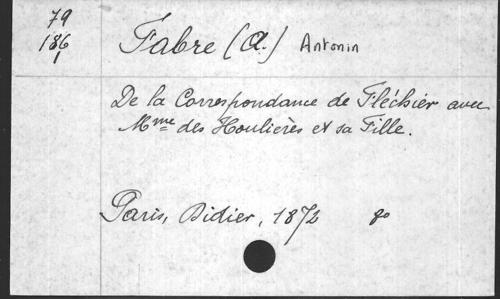 79
186
1
Fabre (A.) Antonin
De la Correspondance de Fléchier avec
Mme des Houlières et sa Fille.
Paris, Didier, 1872 8o